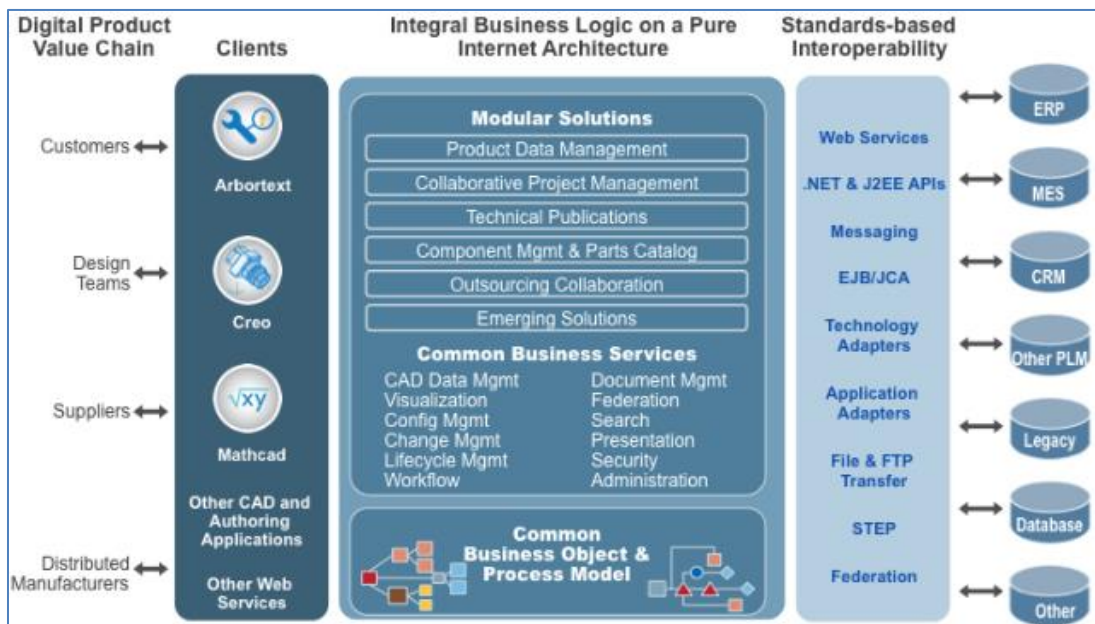 Digital Product
Value Chain
Clients
Integral Business Logic on a Pure
Internet Architecture
Standards-based
Interoperability
Customers
Design
Teams
Suppliers
Distributed
Manufacturers
Arbortext
Creo
√xy
Mathcad
Other CAD and
Authoring
Applications
Other Web
Services
Modular Solutions
Product Data Management
Collaborative Project Management
Technical Publications
Component Mgmt & Parts Catalog
Outsourcing Collaboration
Emerging Solutions
Common Business Services
CAD Data Mgmt
Visualization
Config Mgmt
Change Mgmt
Lifecycle Mgmt
Workflow
Document Mgmt
Federation
Search
Presentation
Security
Administration
Common
Business Object &
Process Model
Web Services
.NET & J2EE APIs
Messaging
EJB/JCA
Technology
Adapters
Application
Adapters
File & FTP
Transfer
STEP
Federation
ERP
MES
CRM
Other PLM
Legacy
Database
Other